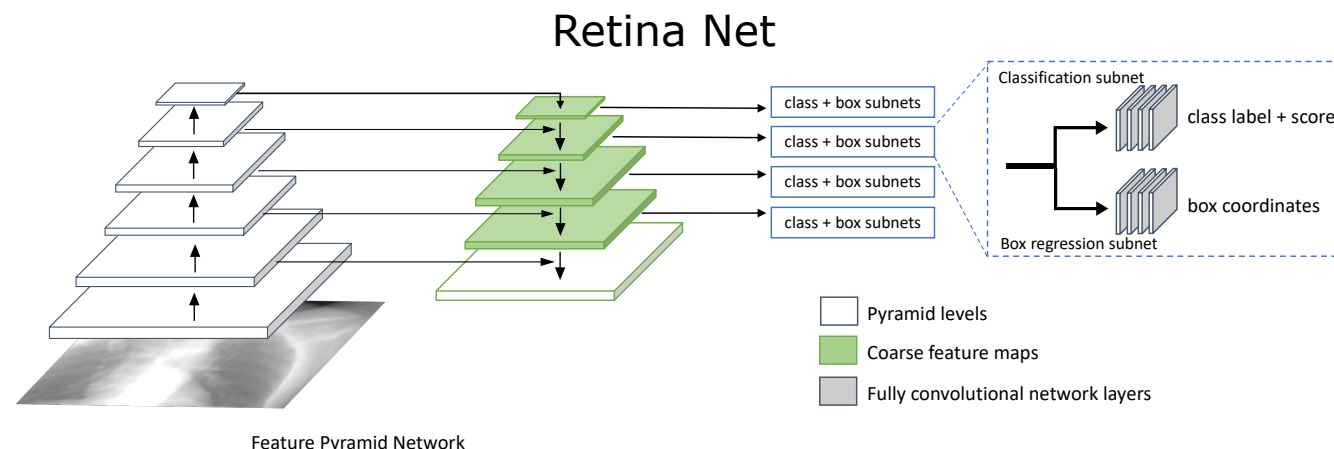 Retina Net
class + box subnets
class + box subnets
class + box subnets
class + box subnets
Classification subnet
class label + score
box coordinates
Box regression subnet
Pyramid levels
Coarse feature maps
Fully convolutional network layers
Feature Pyramid Network